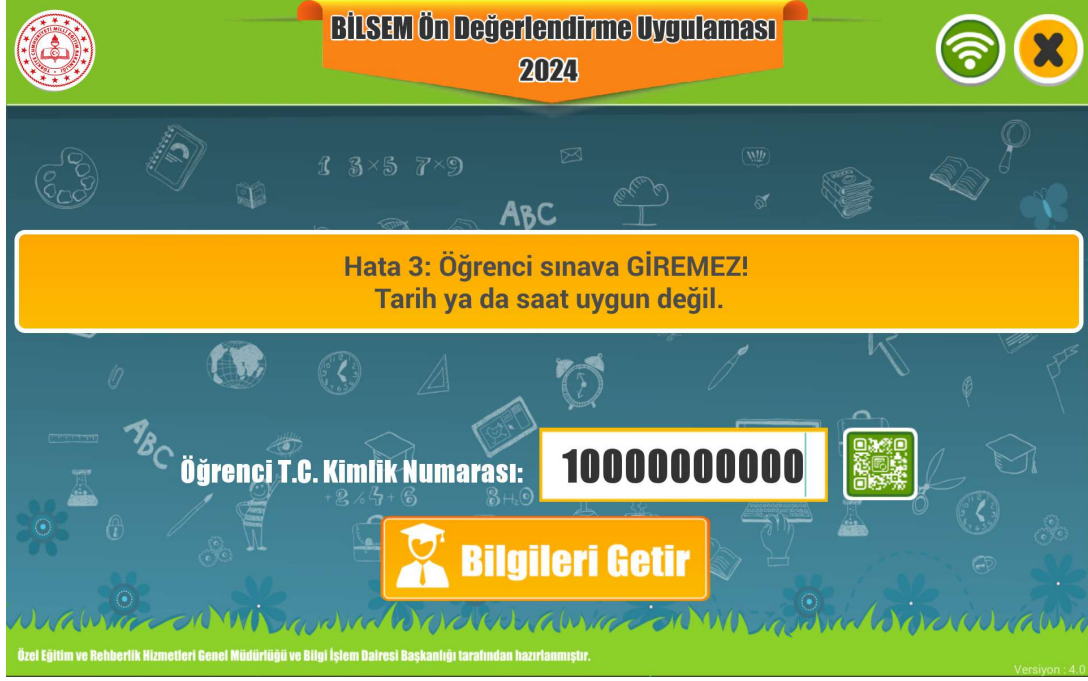 BİLSEM Ön Değerlendirme Uygulaması
2024
1 3×5 7×9
ABC
Hata 3: Öğrenci sınava GİREMEZ!
Tarih ya da saat uygun değil.
ABC
Öğrenci T.C. Kimlik Numarası:
10000000000
Bilgileri Getir
Özel Eğitim ve Rehberlik Hizmetleri Genel Müdürlüğü ve Bilgi İşlem Dairesi Başkanlığı tarafından hazırlanmıştır.
Versiyon : 4.0